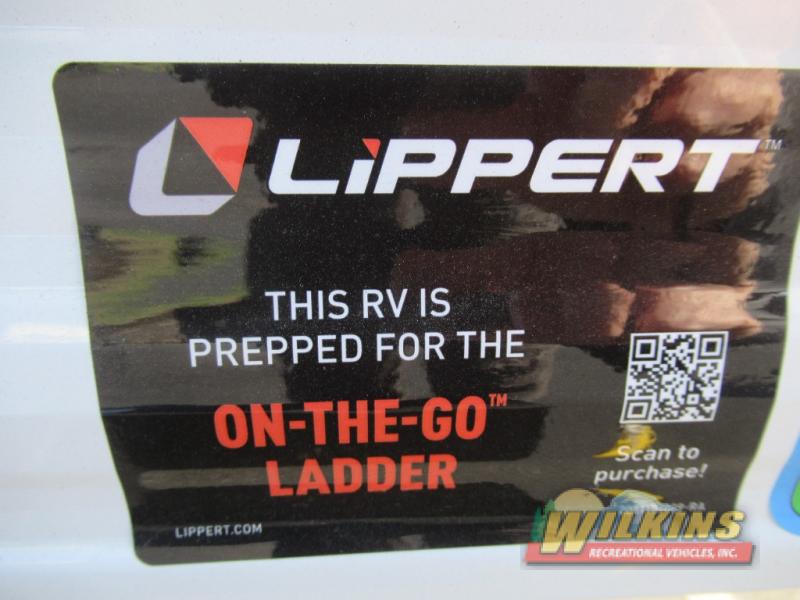 LiPPERT™
THIS RV IS
PREPPED FOR THE
ON-THE-GO™
LADDER
Scan to
purchase!
LIPPERT.COM
WILKINS
RECREATIONAL VEHICLES, INC.